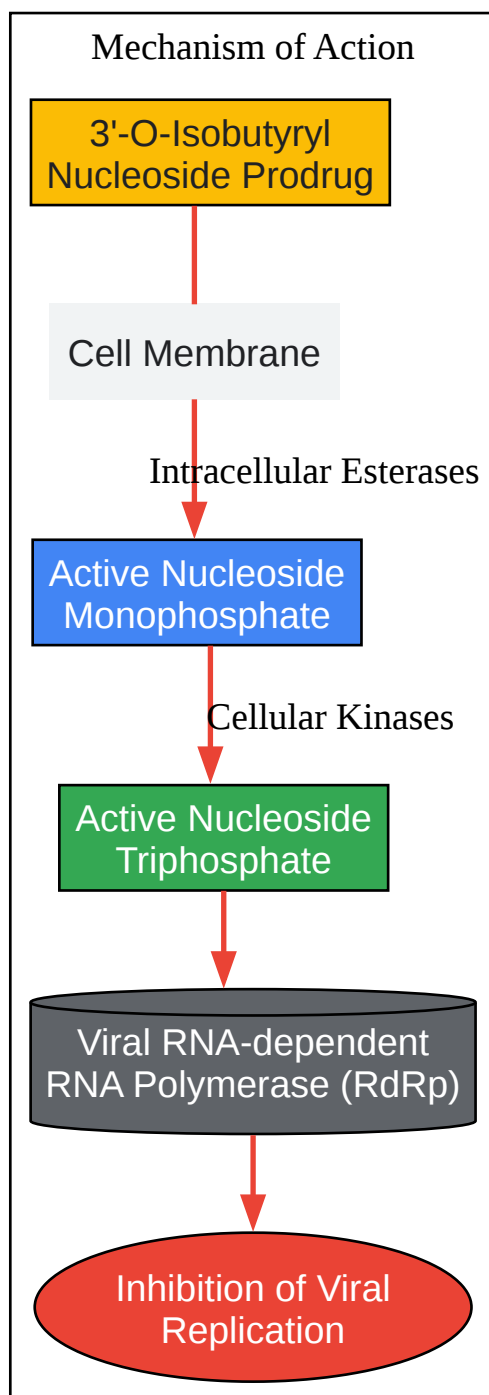 Mechanism of Action
3'-O-Isobutyryl
Nucleoside Prodrug
Cell Membrane
Intracellular Esterases
Active Nucleoside
Monophosphate
Cellular Kinases
Active Nucleoside
Triphosphate
Viral RNA-dependent
RNA Polymerase (RdRp)
Inhibition of Viral
Replication